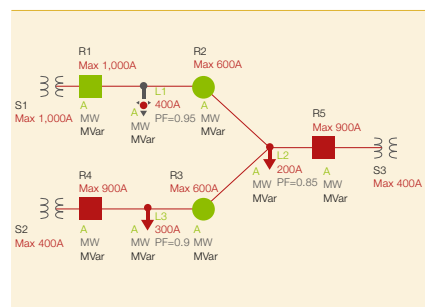 R1
Max 1,000A
R2
Max 600A
S1
Max 1,000A
A
MW
MVar
L1
400A
PF=0.95
A
MW
MVar
A
MW
MVar
R5
Max 900A
R4
Max 900A
R3
Max 600A
L2
200A
PF=0.85
A
MW
MVar
A
MW
MVar
S3
Max 400A
S2
Max 400A
A
MW
MVar
L3
300A
PF=0.9
A
MW
MVar
A
MW
MVar